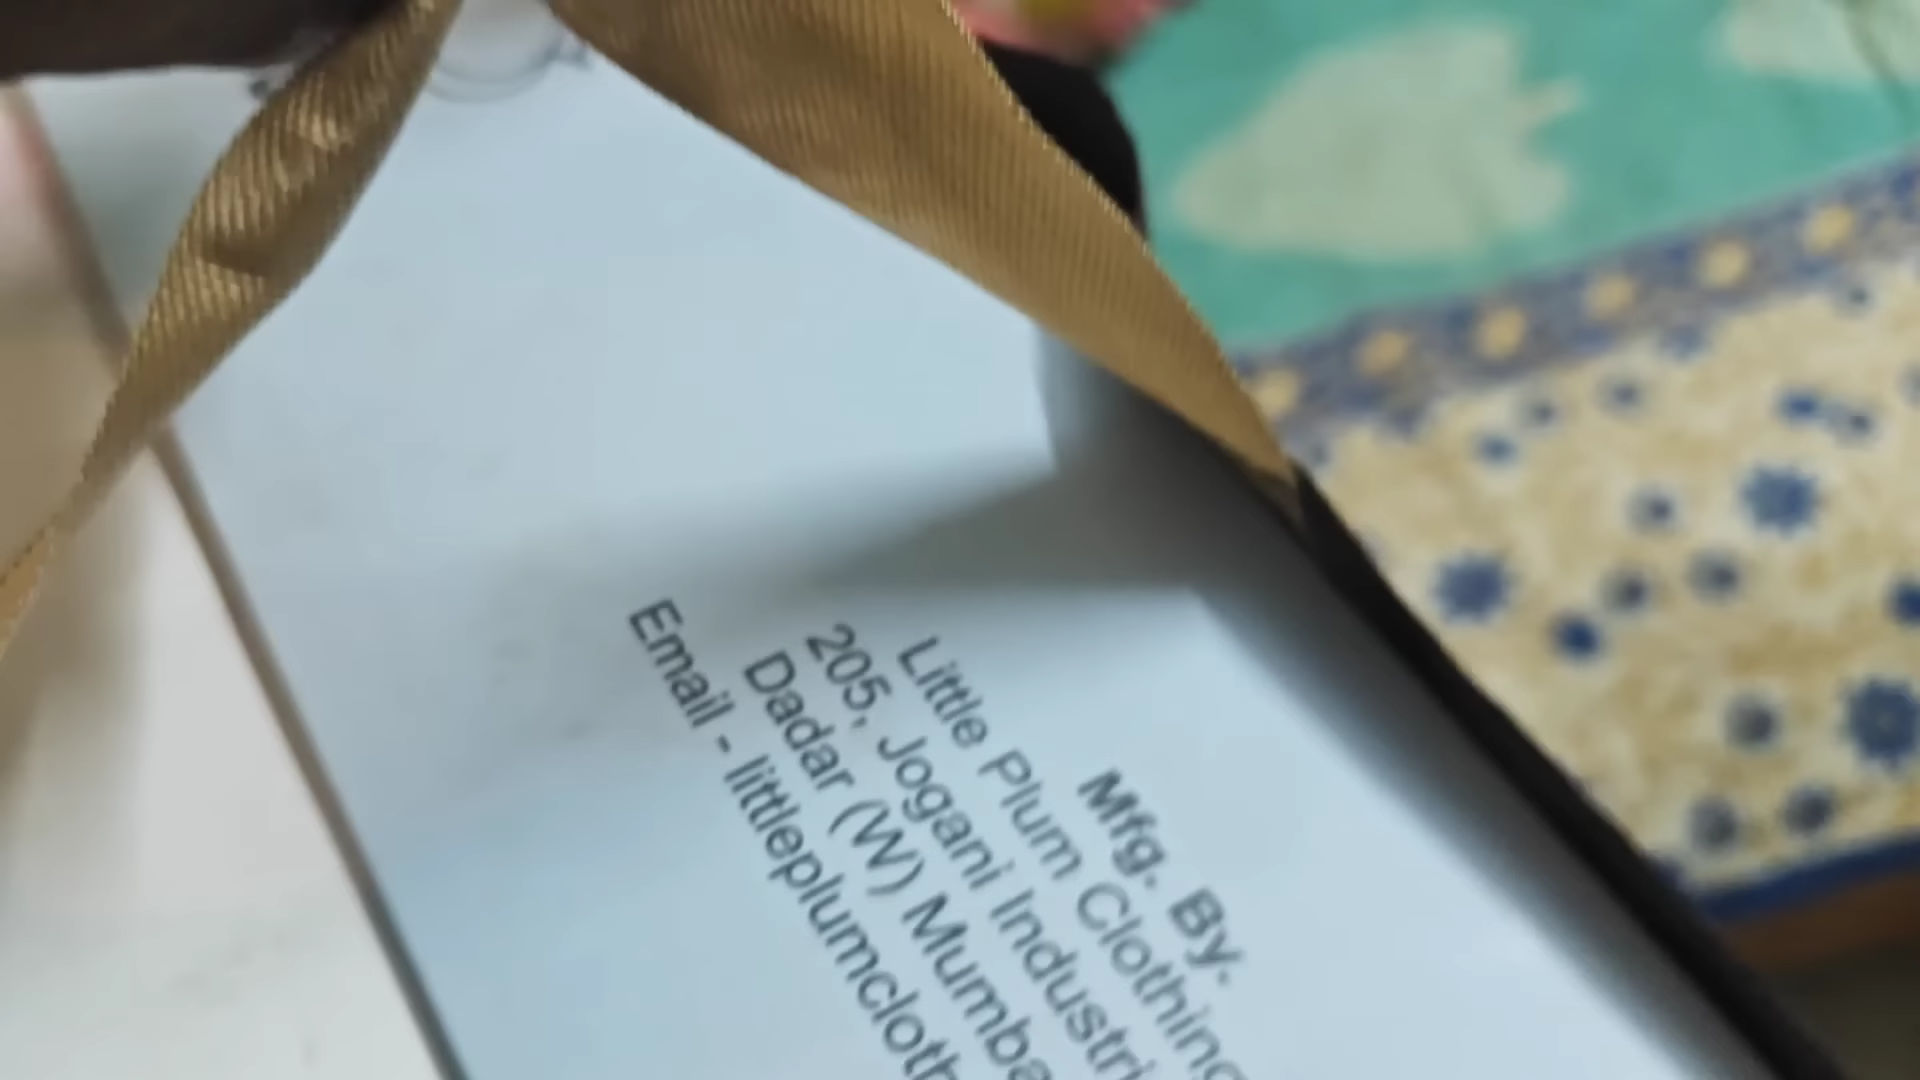 Mfg. By.
Little Plum Clothing
205, Jogani Industri
Dadar (W) Mumba
Email - littleplumcloth